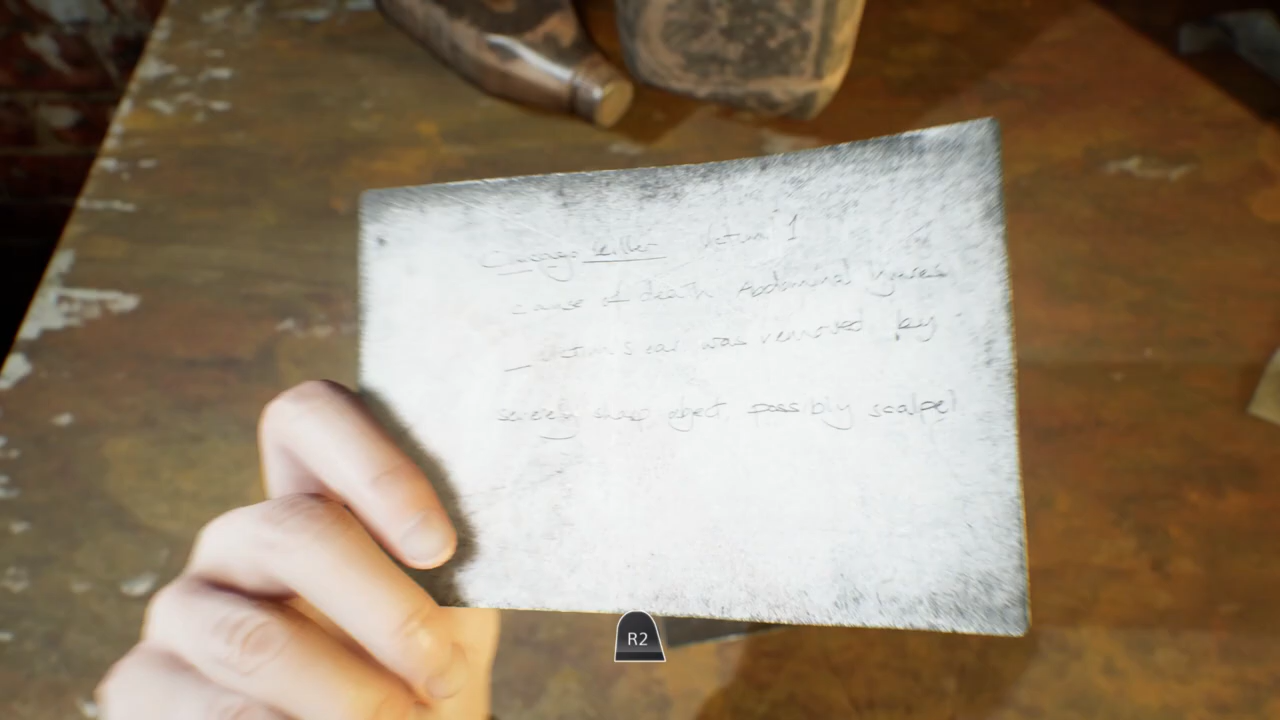 Chicago killer Victim 1
cause of death Abdominal injuries
victim's ear was removed by
severely sharp object, possibly scalpel
R2